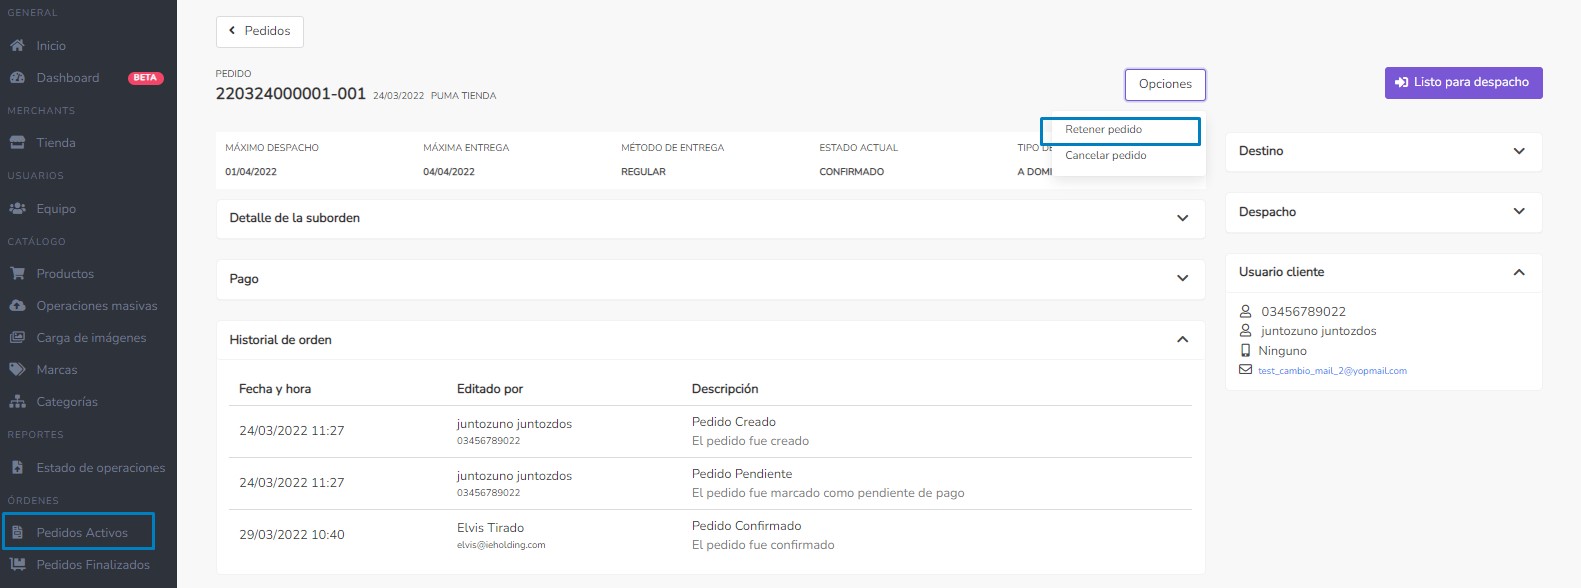 GENERAL
Inicio
Dashboard BETA
MERCHANTS
Tienda
USUARIOS
Equipo
CATÁLOGO
Productos
Operaciones masivas
Carga de imágenes
Marcas
Categorías
REPORTES
Estado de operaciones
ÓRDENES
Pedidos Activos
Pedidos Finalizados
Pedidos
PEDIDO
220324000001-001 24/03/2022 PUMA TIENDA
Opciones
Retener pedido
Cancelar pedido
Listo para despacho
MÁXIMO DESPACHO MÁXIMA ENTREGA MÉTODO DE ENTREGA ESTADO ACTUAL TIPO DE
01/04/2022 04/04/2022 REGULAR CONFIRMADO A DOMI
Detalle de la suborden
Pago
Historial de orden
Fecha y hora Editado por Descripción
24/03/2022 11:27 juntozuno juntozdos Pedido Creado
03456789022 El pedido fue creado
24/03/2022 11:27 juntozuno juntozdos Pedido Pendiente
03456789022 El pedido fue marcado como pendiente de pago
29/03/2022 10:40 Elvis Tirado Pedido Confirmado
elvis@ieholding.com El pedido fue confirmado
Destino
Despacho
Usuario cliente
03456789022
juntozuno juntozdos
Ninguno
test_cambio_mail_2@yopmail.com